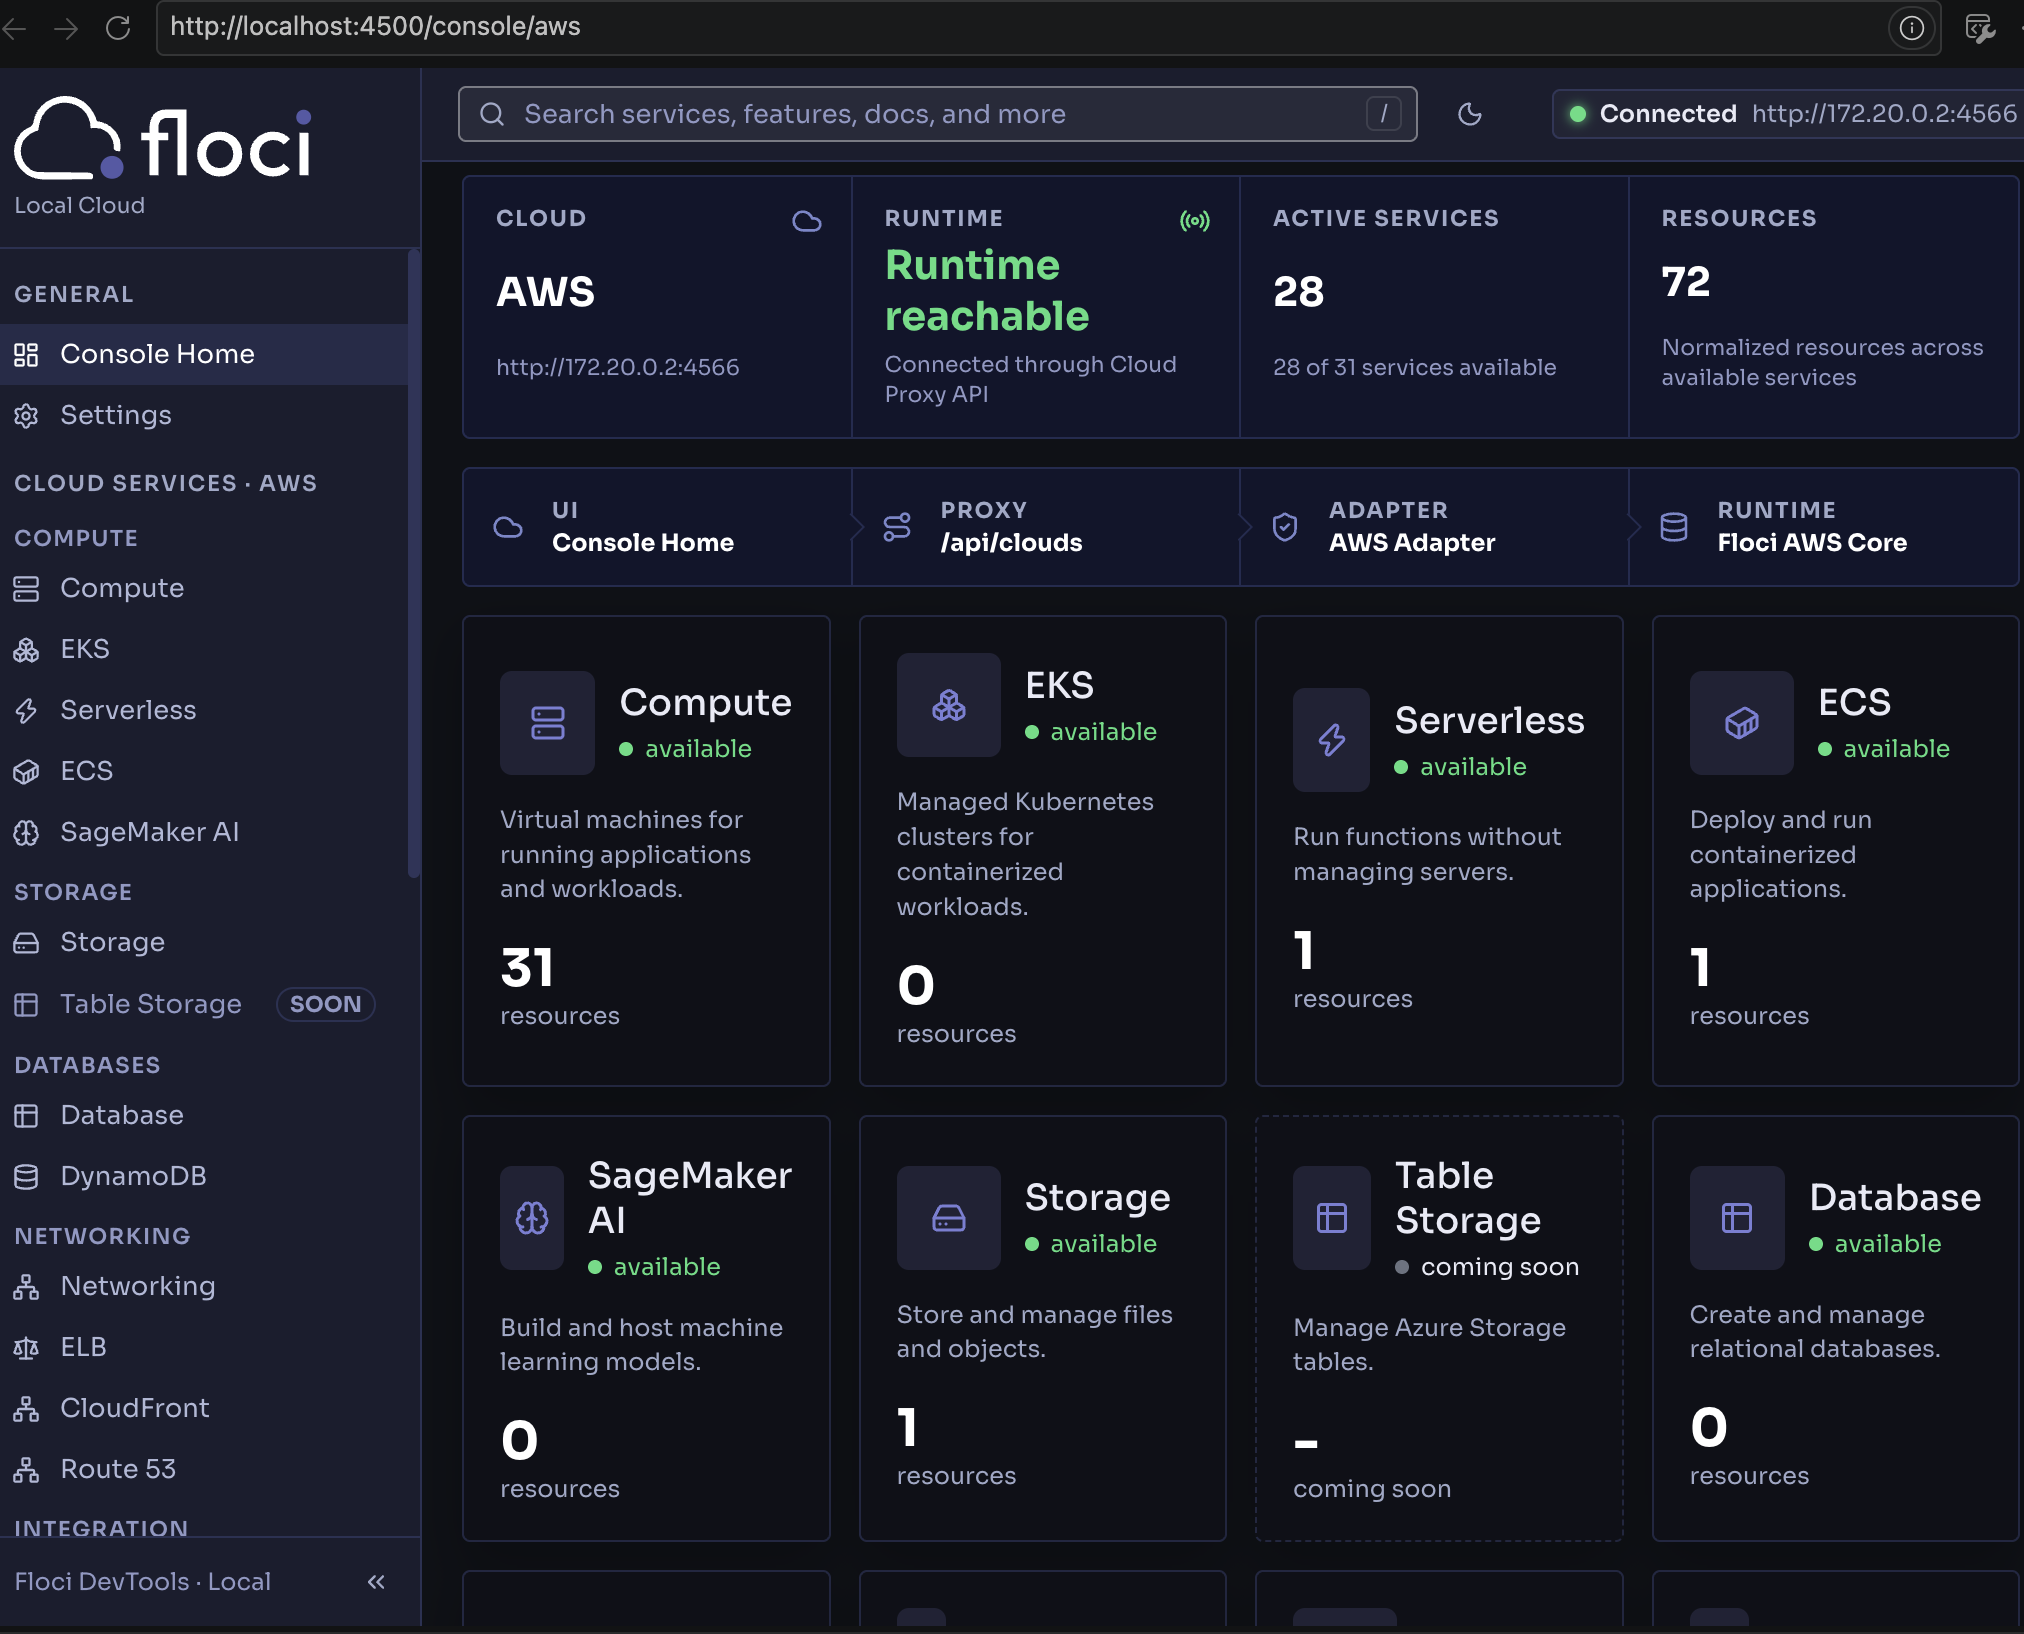 http://localhost:4500/console/aws
floci
Local Cloud
GENERAL
Console Home
Settings
CLOUD SERVICES · AWS
COMPUTE
Compute
EKS
Serverless
ECS
SageMaker AI
STORAGE
Storage
Table Storage SOON
DATABASES
Database
DynamoDB
NETWORKING
Networking
ELB
CloudFront
Route 53
INTEGRATION
Floci DevTools · Local
Search services, features, docs, and more /
Connected http://172.20.0.2:4566
CLOUD
AWS
http://172.20.0.2:4566
RUNTIME
Runtime
reachable
Connected through Cloud
Proxy API
ACTIVE SERVICES
28
28 of 31 services available
RESOURCES
72
Normalized resources across
available services
UI
Console Home
PROXY
/api/clouds
ADAPTER
AWS Adapter
RUNTIME
Floci AWS Core
Compute
available
Virtual machines for
running applications
and workloads.
31
resources
EKS
available
Managed Kubernetes
clusters for
containerized
workloads.
0
resources
Serverless
available
Run functions without
managing servers.
1
resources
ECS
available
Deploy and run
containerized
applications.
1
resources
SageMaker
AI
available
Build and host machine
learning models.
0
resources
Storage
available
Store and manage files
and objects.
1
resources
Table
Storage
coming soon
Manage Azure Storage
tables.
-
coming soon
Database
available
Create and manage
relational databases.
0
resources